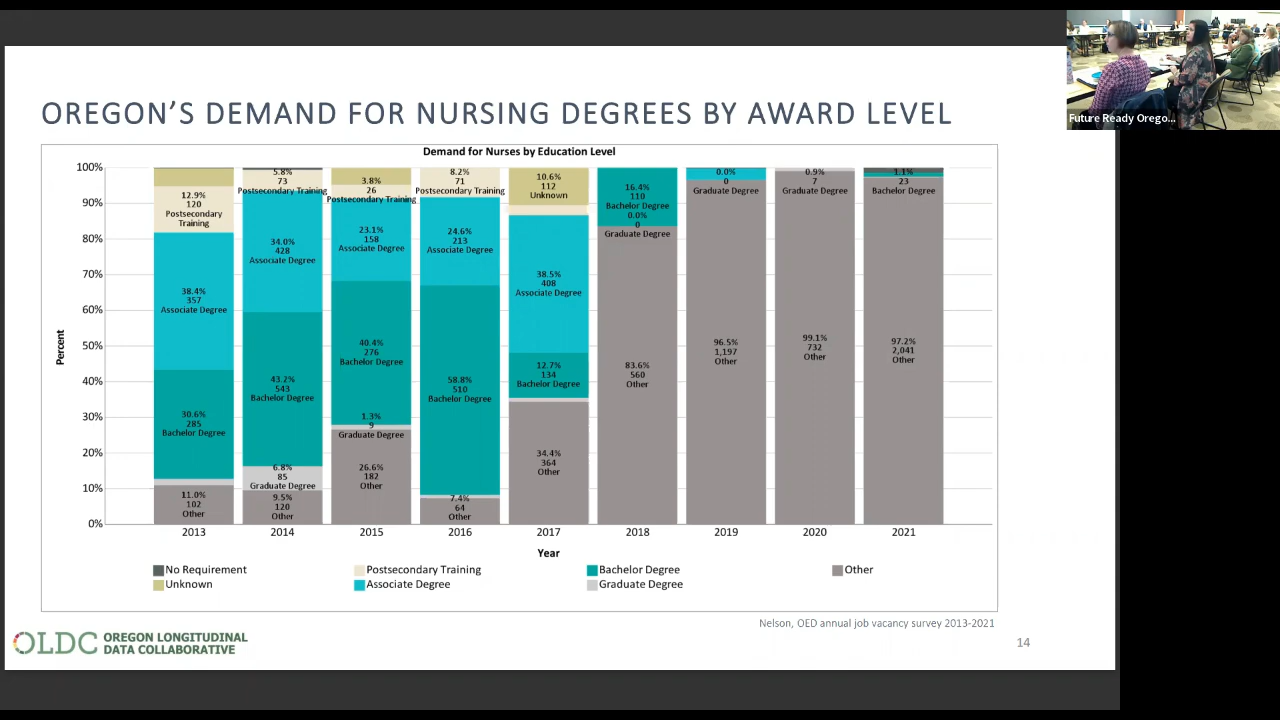 Future Ready Orego...
OREGON'S DEMAND FOR NURSING DEGREES BY AWARD LEVEL
Demand for Nurses by Education Level
Percent
100%
90%
80%
70%
60%
50%
40%
30%
20%
10%
0%
12.9%
120
Postsecondary
Training
38.4%
357
Associate Degree
30.6%
285
Bachelor Degree
11.0%
102
Other
5.8%
73
Postsecondary Training
34.0%
428
Associate Degree
43.2%
543
Bachelor Degree
6.8%
85
Graduate Degree
9.5%
120
Other
3.8%
26
Postsecondary Training
23.1%
158
Associate Degree
40.4%
276
Bachelor Degree
1.3%
9
Graduate Degree
26.6%
182
Other
8.2%
71
Postsecondary Training
24.6%
213
Associate Degree
58.8%
510
Bachelor Degree
7.4%
64
Other
10.6%
112
Unknown
38.5%
408
Associate Degree
12.7%
134
Bachelor Degree
34.4%
364
Other
16.4%
110
Bachelor Degree
0.0%
0
Graduate Degree
83.6%
560
Other
0.0%
0
Graduate Degree
96.5%
1,197
Other
0.9%
7
Graduate Degree
99.1%
732
Other
1.1%
23
Bachelor Degree
97.2%
2,041
Other
2013 2014 2015 2016 2017 2018 2019 2020 2021
Year
No Requirement Postsecondary Training Bachelor Degree Other
Unknown Associate Degree Graduate Degree
Nelson, OED annual job vacancy survey 2013-2021
OLDC OREGON LONGITUDINAL
DATA COLLABORATIVE
14